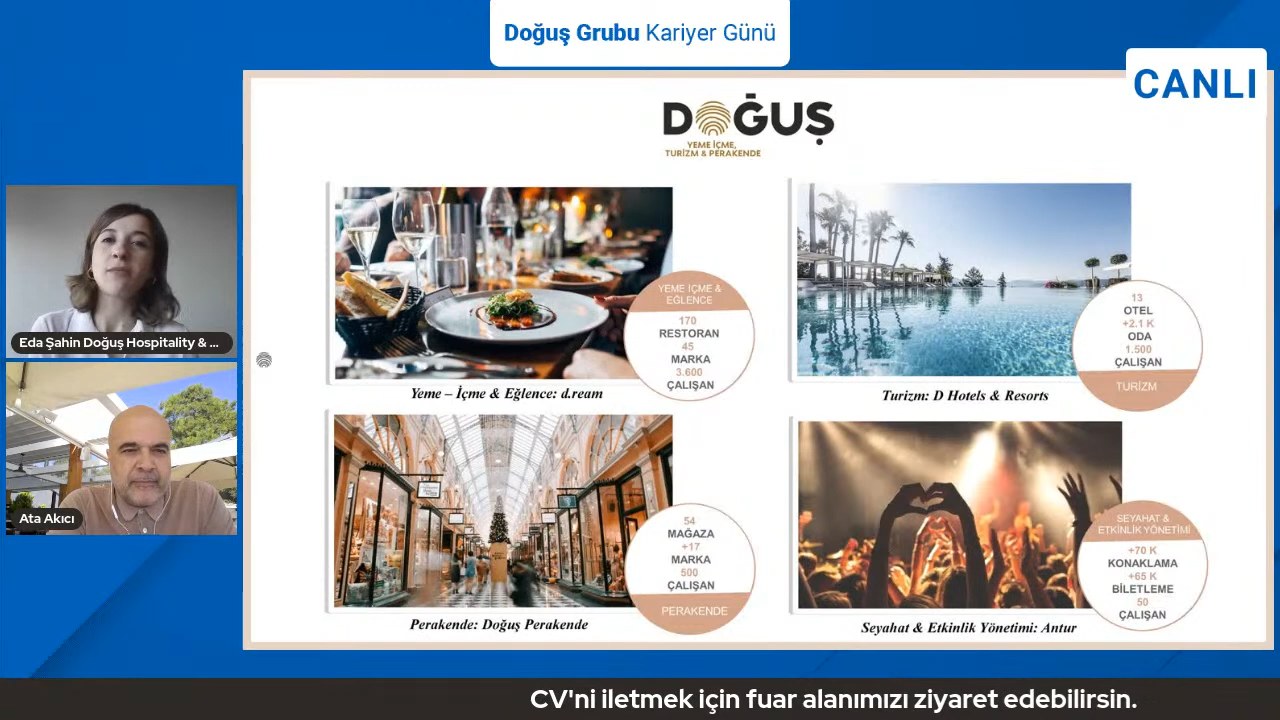 Doğuş Grubu Kariyer Günü
CANLI
DOĞUŞ
YEME İÇME,
TURİZM & PERAKENDE
YEME İÇME &
EĞLENCE
170
RESTORAN
45
MARKA
3.600
ÇALIŞAN
Yeme – İçme & Eğlence: d.ream
13
OTEL
+2.1 K
ODA
1.500
ÇALIŞAN
TURİZM
Turizm: D Hotels & Resorts
Eda Şahin Doğuş Hospitality & ...
Ata Akıcı
54
MAĞAZA
+17
MARKA
500
ÇALIŞAN
PERAKENDE
Perakende: Doğuş Perakende
SEYAHAT &
ETKİNLİK YÖNETİMİ
+70 K
KONAKLAMA
+65 K
BİLETLEME
50
ÇALIŞAN
Seyahat & Etkinlik Yönetimi: Antur
CV'ni iletmek için fuar alanımızı ziyaret edebilirsin.